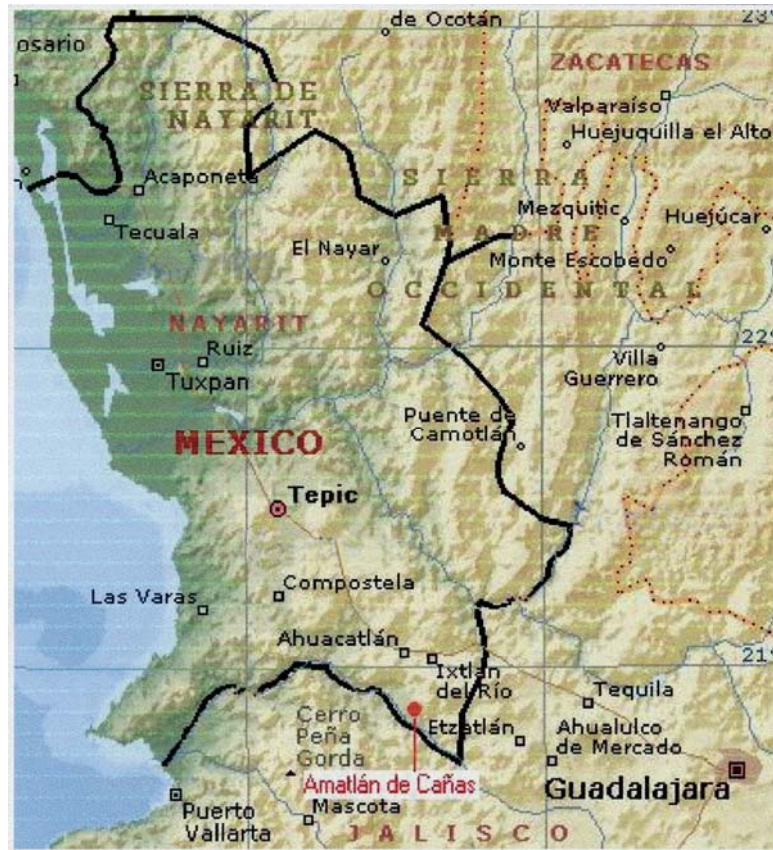 de Ocotán
23°
osario
ZACATECAS
SIERRA DE
NAYARIT
Valparaíso
Huejuquilla el Alto
Acaponeta
SIERRA
Mezquitic
Huejúcar
Tecuala
MADRE
El Nayar
Monte Escobedo
OCCIDENTAL
NAYARIT
Ruiz
22°
Tuxpan
Villa
Guerrero
Puente de
Camotlán
Tlaltenango
de Sánchez
Román
MEXICO
Tepic
Compostela
Las Varas
Ahuacatlán
21°
Ixtlán
del Río
Tequila
Etzatlán
Cerro
Peña
Gorda
Ahualulco
de Mercado
Amatlán de Cañas
Guadalajara
Puerto
Vallarta
Mascota
JALISCO